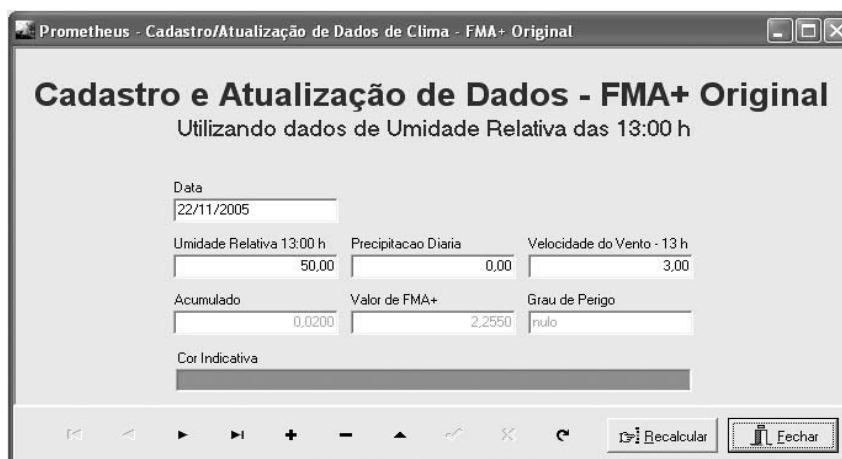 Prometheus - Cadastro/Atualização de Dados de Clima - FMA+ Original
Cadastro e Atualização de Dados - FMA+ Original
Utilizando dados de Umidade Relativa das 13:00 h
Data
22/11/2005
Umidade Relativa 13:00 h Precipitacao Diaria Velocidade do Vento - 13 h
50,00 0,00 3,00
Acumulado Valor de FMA+ Grau de Perigo
0,0200 2,2550 nulo
Cor Indicativa
Recalcular Fechar